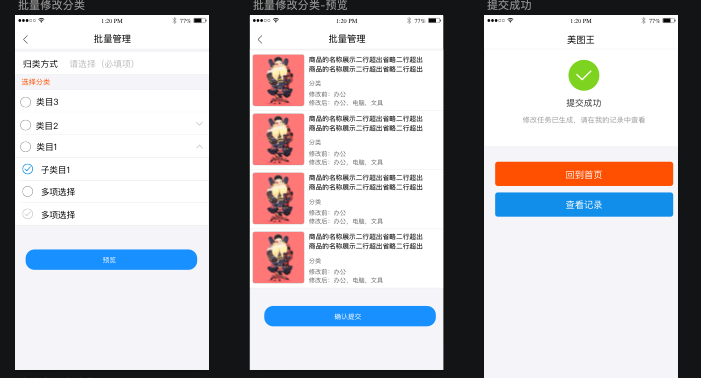 批量修改分类
1:20 PM
77%
批量管理
归类方式 请选择（必填项）
选择分类
类目3
类目2
类目1
子类目1
多项选择
多项选择
预览
批量修改分类-预览
1:20 PM
77%
批量管理
商品的名称展示二行超出省略二行超出
商品的名称展示二行超出省略二行超出
分类
修改前：办公
修改后：办公、电脑、文具
商品的名称展示二行超出省略二行超出
商品的名称展示二行超出省略二行超出
分类
修改前：办公
修改后：办公、电脑、文具
商品的名称展示二行超出省略二行超出
商品的名称展示二行超出省略二行超出
分类
修改前：办公
修改后：办公、电脑、文具
商品的名称展示二行超出省略二行超出
商品的名称展示二行超出省略二行超出
分类
修改前：办公
修改后：办公、电脑、文具
确认提交
提交成功
1:20 PM
77%
美图王
提交成功
修改任务已生成，请在我的记录中查看
回到首页
查看记录